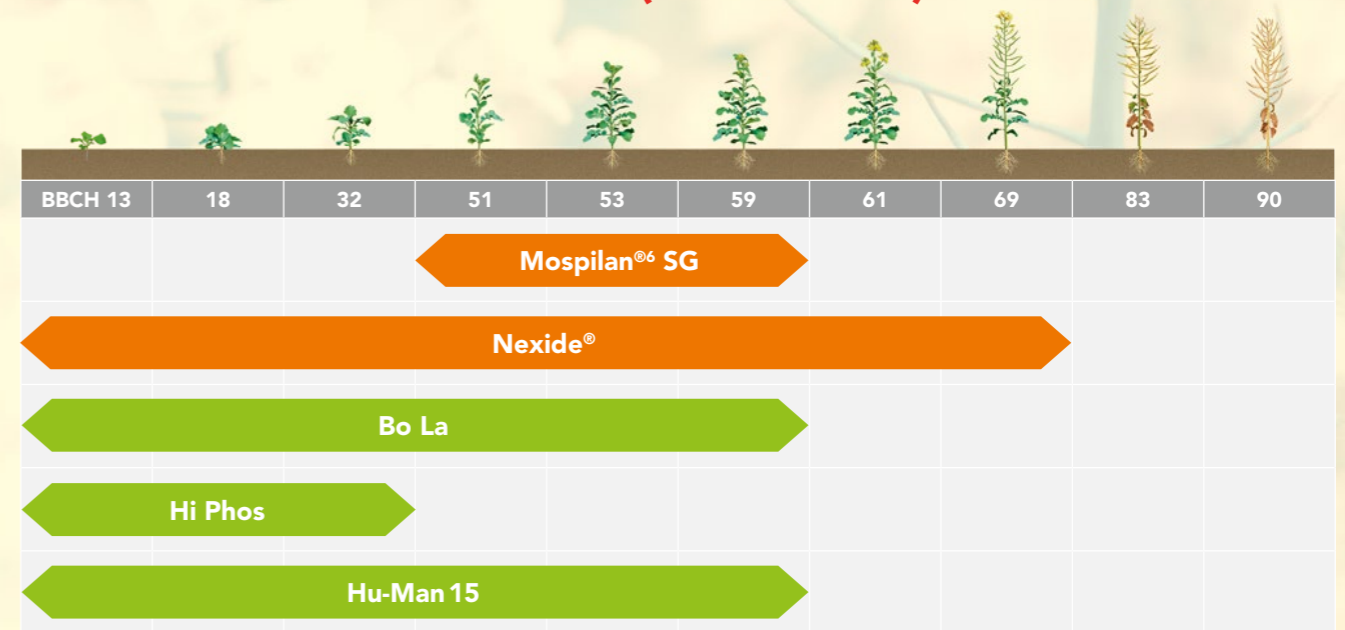 BBCH 13 18 32 51 53 59 61 69 83 90
Mospilan®6 SG
Nexide®
Bo La
Hi Phos
Hu-Man 15